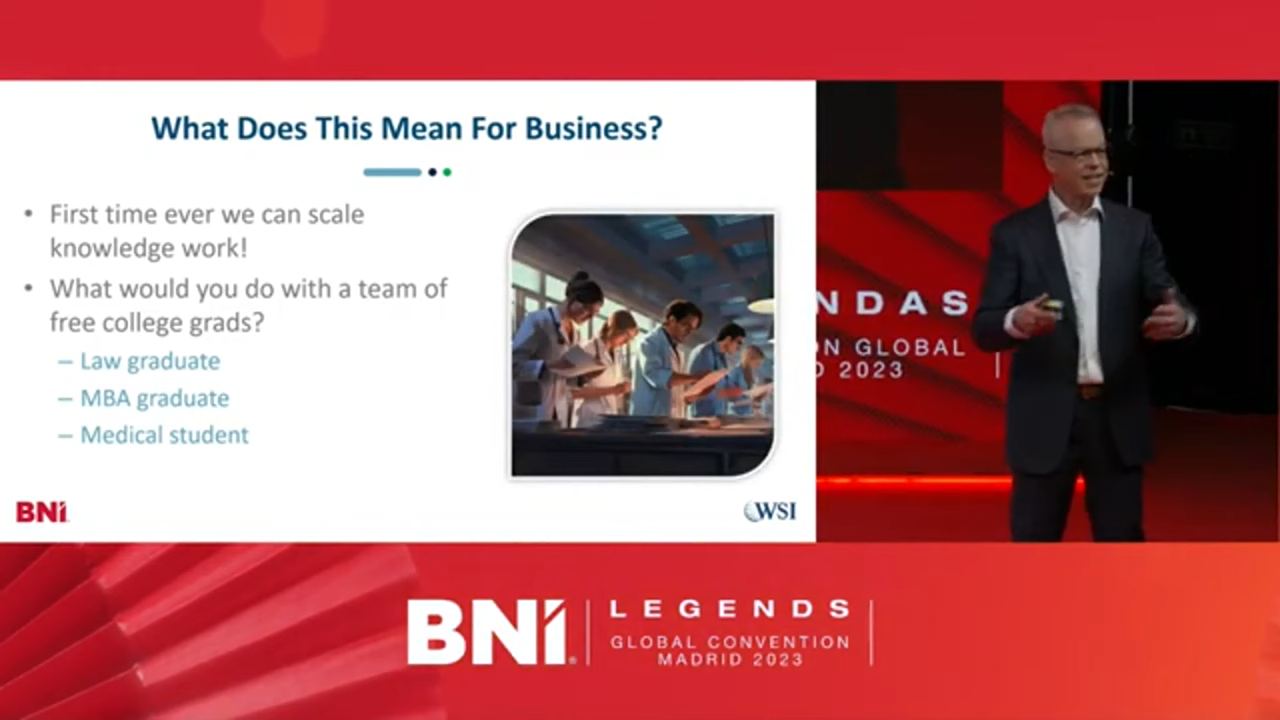 What Does This Mean For Business?
• First time ever we can scale
knowledge work!
• What would you do with a team of
free college grads?
– Law graduate
– MBA graduate
– Medical student
BNI
WSI
NDAS
ON GLOBAL
D 2023
BNI®
LEGENDS
GLOBAL CONVENTION
MADRID 2023